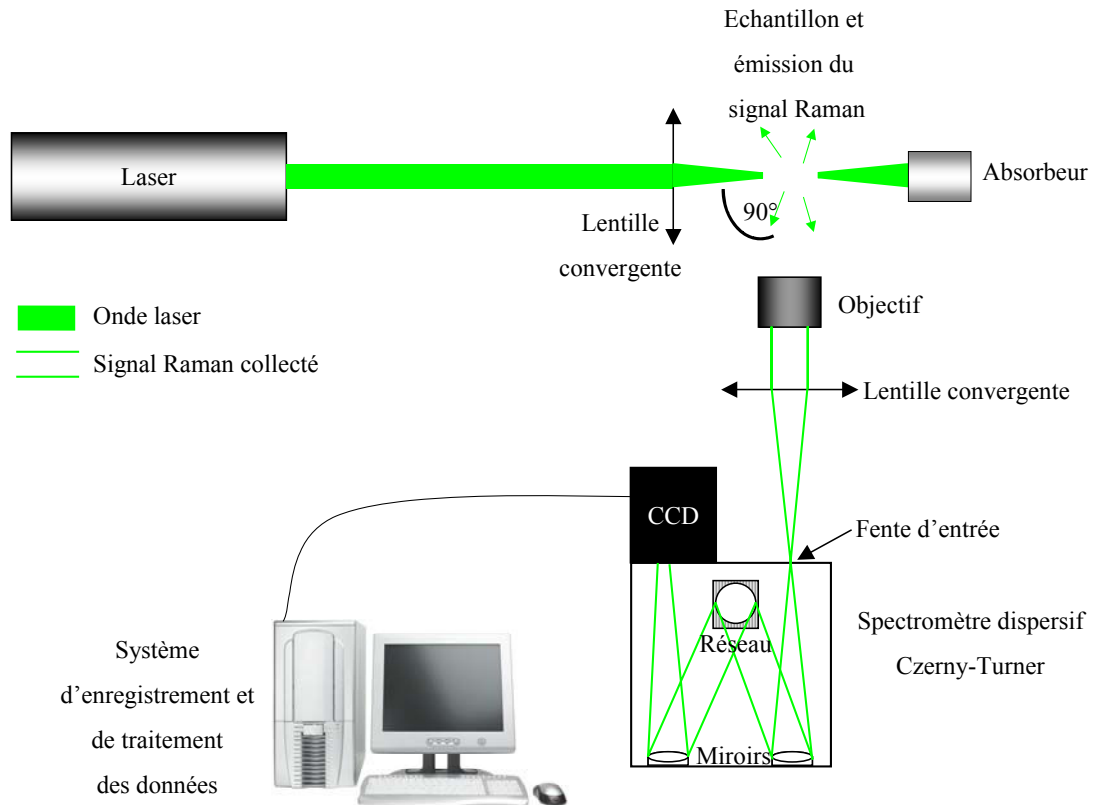 Echantillon et
émission du
signal Raman
Laser
Absorbeur
90°
Lentille
convergente
Onde laser
Signal Raman collecté
Objectif
Lentille convergente
CCD
Fente d’entrée
Réseau
Spectromètre dispersif
Czerny-Turner
Miroirs
Système
d’enregistrement et
de traitement
des données